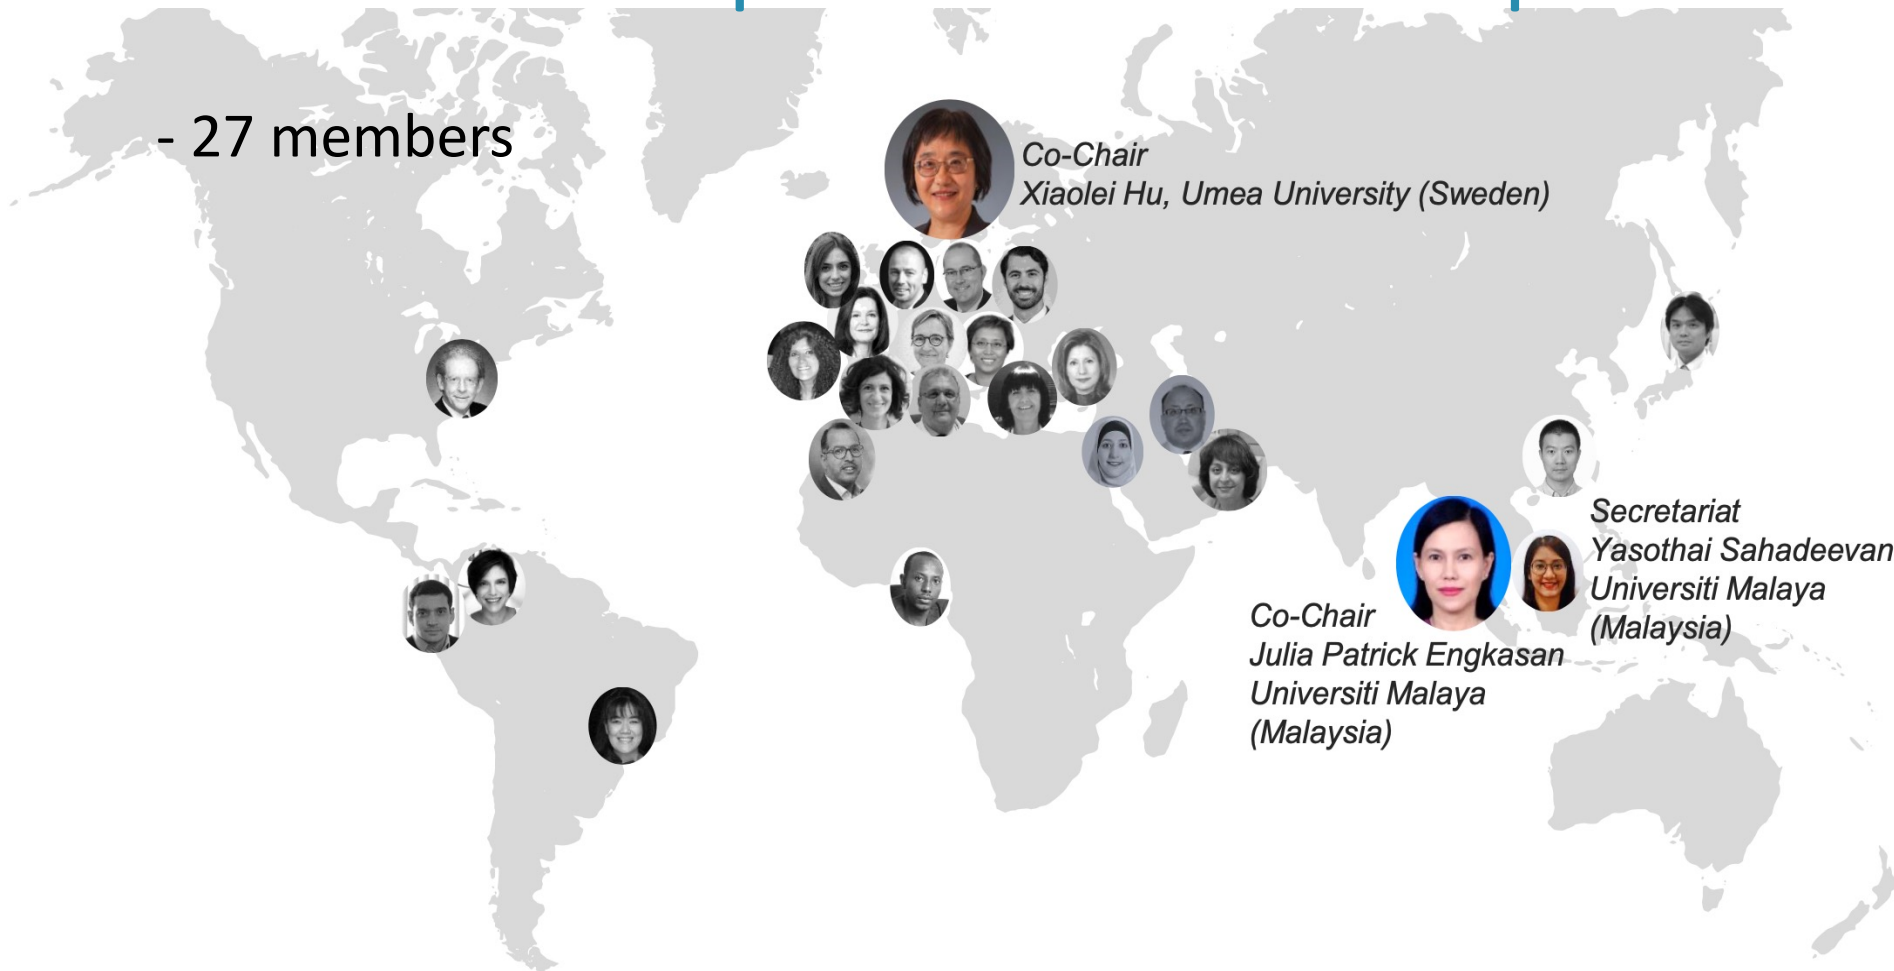 - 27 members
Co-Chair
Xiaolei Hu, Umea University (Sweden)
Secretariat
Yasothai Sahadeevan
Universiti Malaya
(Malaysia)
Co-Chair
Julia Patrick Engkasan
Universiti Malaya
(Malaysia)